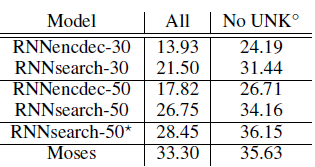 Model All No UNK°
RNNencdec-30 13.93 24.19
RNNsearch-30 21.50 31.44
RNNencdec-50 17.82 26.71
RNNsearch-50 26.75 34.16
RNNsearch-50* 28.45 36.15
Moses 33.30 35.63